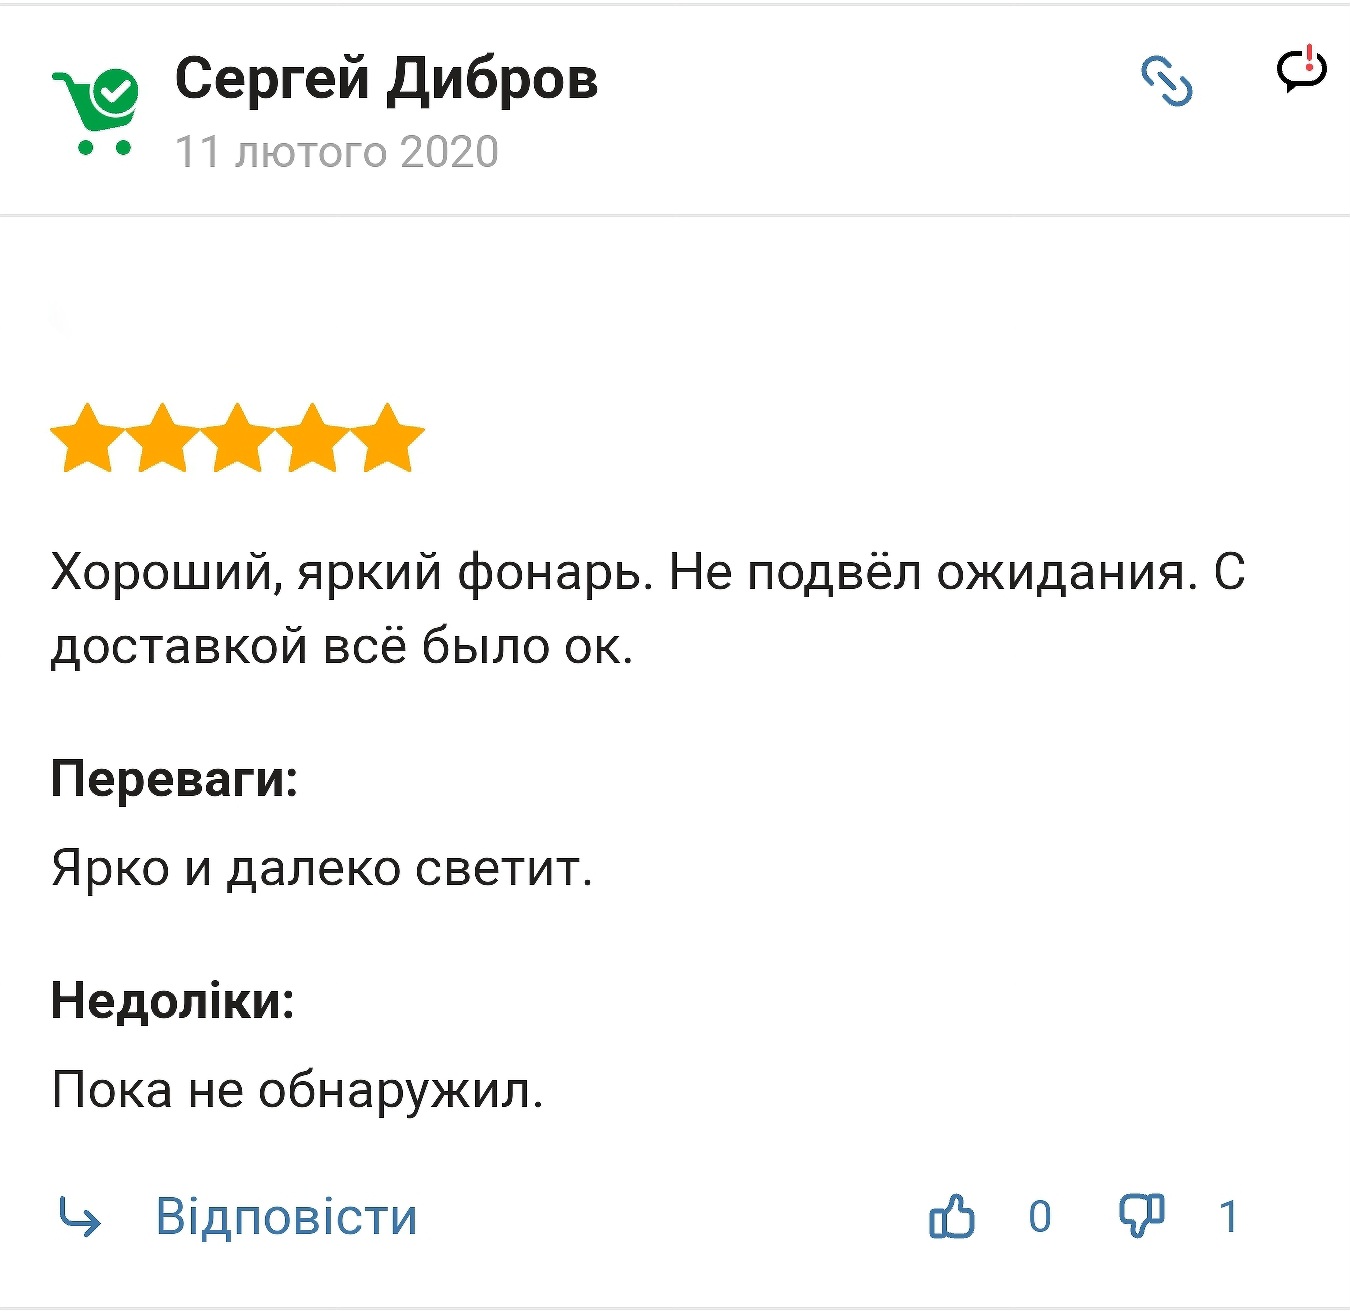 Сергей Дибров
11 лютого 2020
Хороший, яркий фонарь. Не подвёл ожидания. С
доставкой всё было ок.
Переваги:
Ярко и далеко светит.
Недоліки:
Пока не обнаружил.
Відповісти 0 1